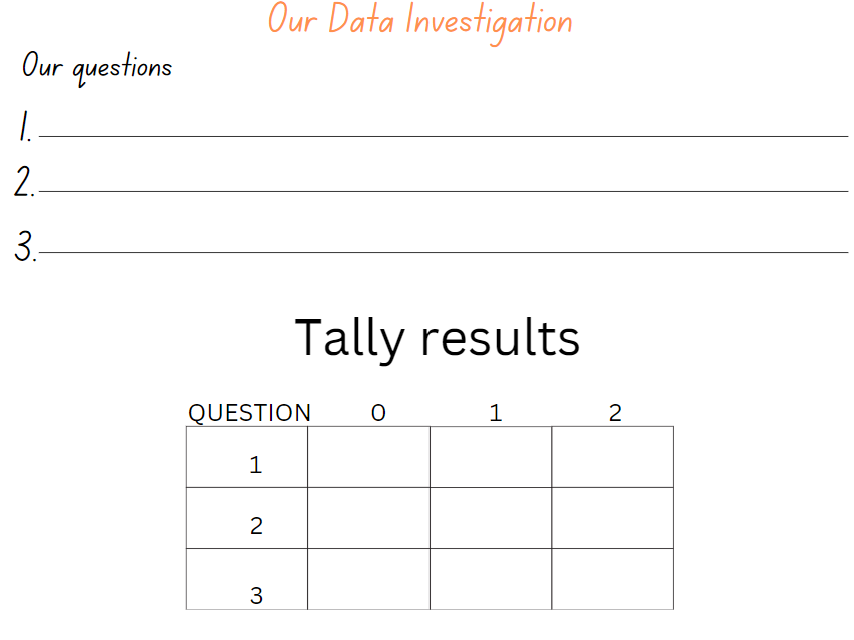 Our Data Investigation
Our questions
1.
2.
3.
Tally results
QUESTION 0 1 2
1
2
3